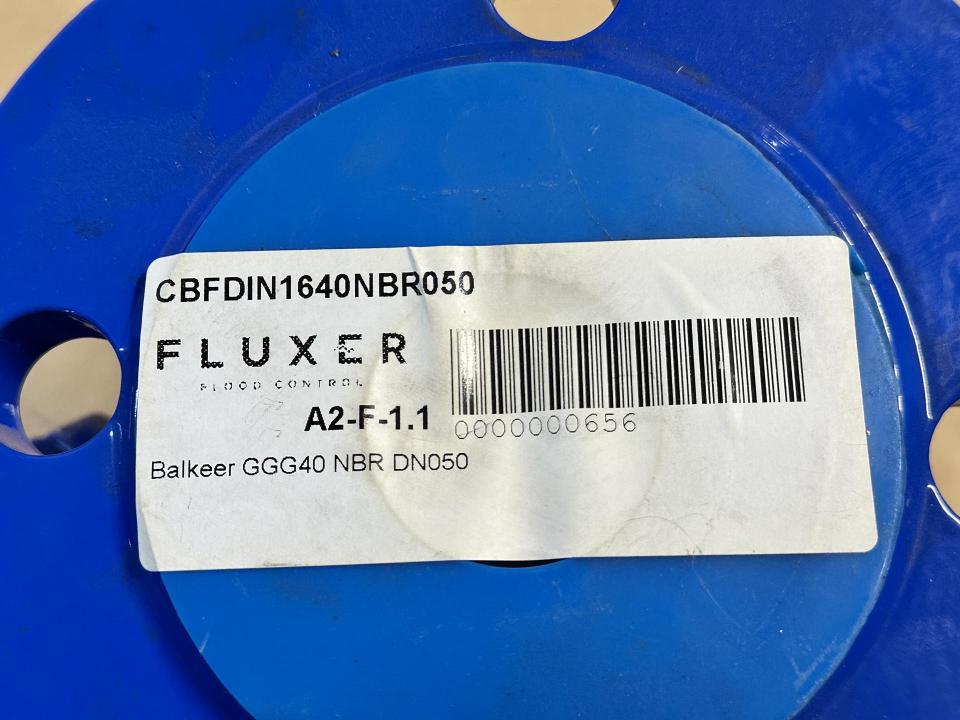 CBFDIN1640NBR050
FLUXER
FLOOD CONTROL
A2-F-1.1
0000000656
Balkeer GGG40 NBR DN050